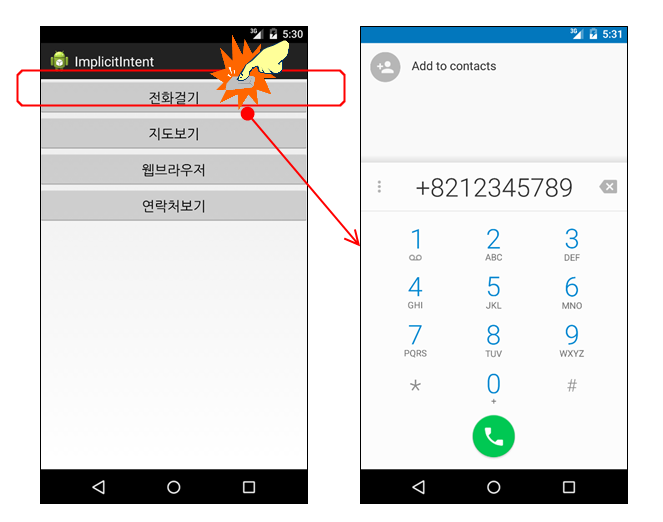 3G 5:30
ImplicitIntent
전화걸기
지도보기
웹브라우저
연락처보기
3G 5:31
Add to contacts
+8212345789
1 2 3
ABC DEF
4 5 6
GHI JKL MNO
7 8 9
PQRS TUV WXYZ
* 0 #
+